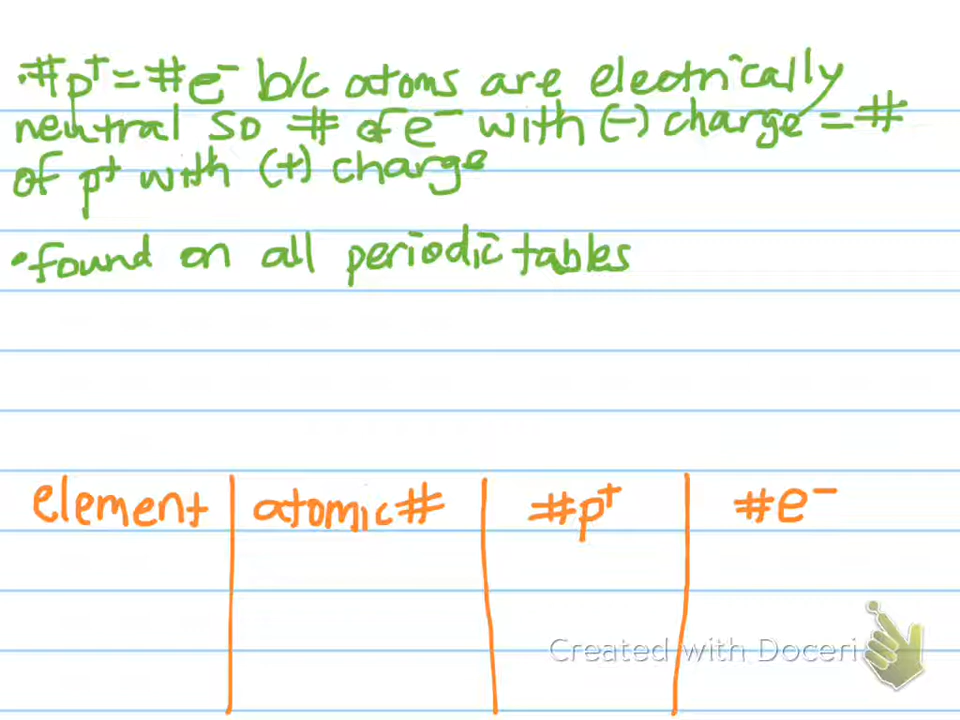 •#p⁺ = #e⁻ b/c atoms are electrically
neutral so # of e⁻ with (-) charge = #
of p⁺ with (+) charge
•found on all periodic tables
element atomic# #p⁺ #e⁻
Created with Doceri